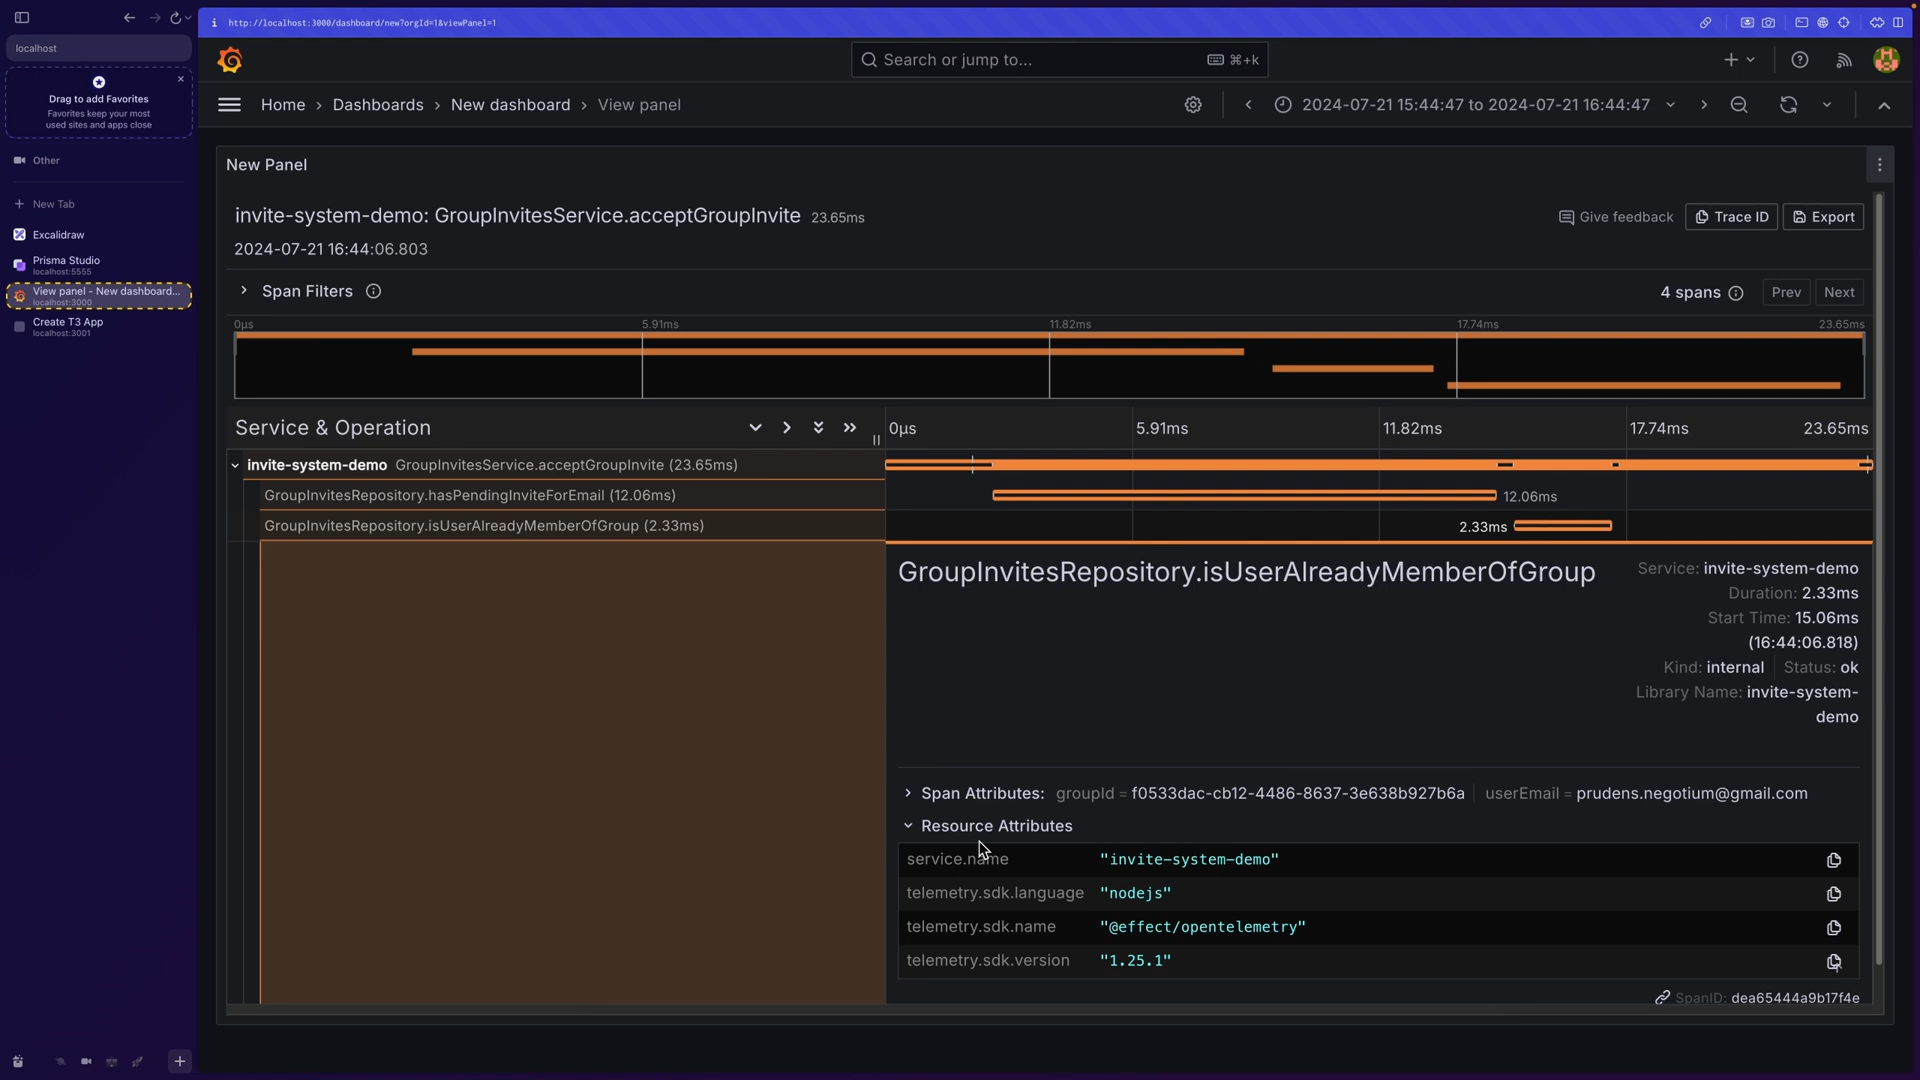 http://localhost:3000/dashboard/new?orgId=1&viewPanel=1
localhost
Search or jump to...
⌘+k
Drag to add Favorites
Favorites keep your most
used sites and apps close
Home › Dashboards › New dashboard › View panel
2024-07-21 15:44:47 to 2024-07-21 16:44:47
Other
New Tab
Excalidraw
Prisma Studio
localhost:5555
View panel - New dashboard...
localhost:3000
Create T3 App
localhost:3001
New Panel
invite-system-demo: GroupInvitesService.acceptGroupInvite 23.65ms
Give feedback
Trace ID
Export
2024-07-21 16:44:06.803
Span Filters
4 spans
Prev
Next
0μs 5.91ms 11.82ms 17.74ms 23.65ms
Service & Operation
0μs 5.91ms 11.82ms 17.74ms 23.65ms
invite-system-demo GroupInvitesService.acceptGroupInvite (23.65ms)
GroupInvitesRepository.hasPendingInviteForEmail (12.06ms)
12.06ms
GroupInvitesRepository.isUserAlreadyMemberOfGroup (2.33ms)
2.33ms
GroupInvitesRepository.isUserAlreadyMemberOfGroup
Service: invite-system-demo
Duration: 2.33ms
Start Time: 15.06ms
(16:44:06.818)
Kind: internal Status: ok
Library Name: invite-system-
demo
Span Attributes: groupId = f0533dac-cb12-4486-8637-3e638b927b6a userEmail = prudens.negotium@gmail.com
Resource Attributes
service.name "invite-system-demo"
telemetry.sdk.language "nodejs"
telemetry.sdk.name "@effect/opentelemetry"
telemetry.sdk.version "1.25.1"
SpanID: dea65444a9b17f4e